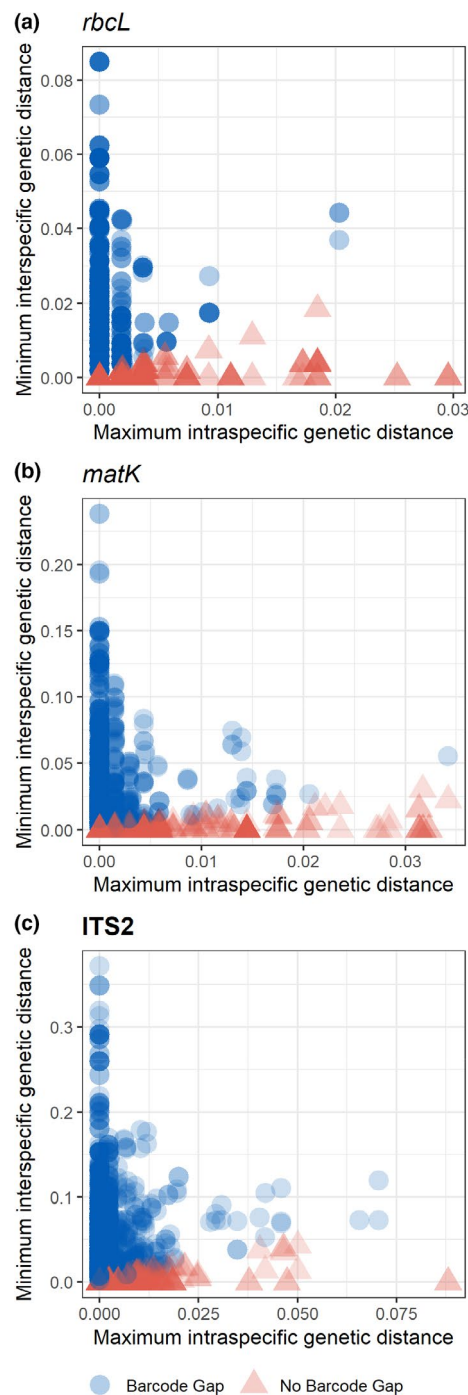 (a) rbcL
Minimum interspecific genetic distance
0.08
0.06
0.04
0.02
0.00
0.00 0.01 0.02 0.03
Maximum intraspecific genetic distance
(b) matK
Minimum interspecific genetic distance
0.20
0.15
0.10
0.05
0.00
0.00 0.01 0.02 0.03
Maximum intraspecific genetic distance
(c) ITS2
Minimum interspecific genetic distance
0.3
0.2
0.1
0.0
0.000 0.025 0.050 0.075
Maximum intraspecific genetic distance
Barcode Gap No Barcode Gap